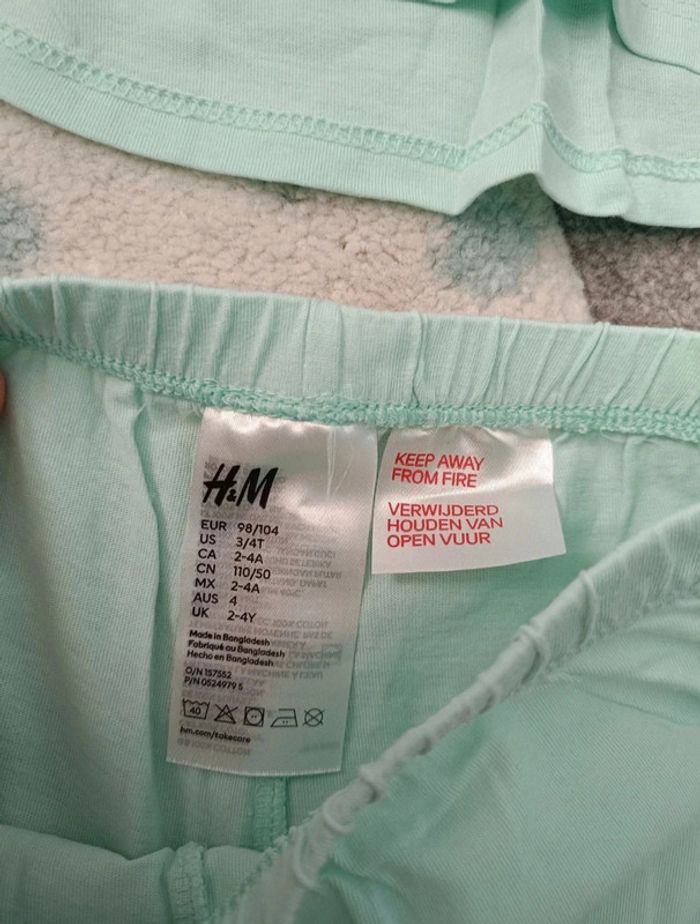 H&M
EUR 98/104
US 3/4T
CA 2-4A
CN 110/50
MX 2-4A
AUS 4
UK 2-4Y
Made in Bangladesh
Fabriqué au Bangladesh
Hecho en Bangladesh
O/N 157552
P/N 0524979 5
40
hm.com/takecare
KEEP AWAY
FROM FIRE
VERWIJDERD
HOUDEN VAN
OPEN VUUR